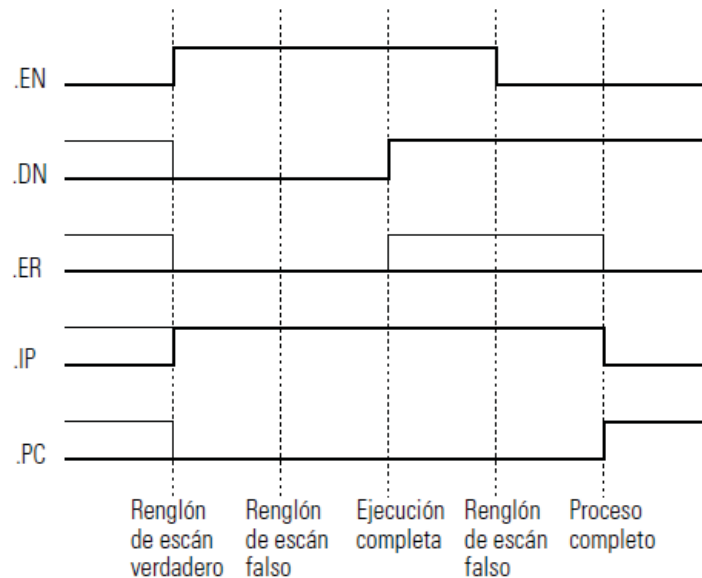 .EN
.DN
.ER
.IP
.PC
Renglón de escán verdadero
Renglón de escán falso
Ejecución completa
Renglón de escán falso
Proceso completo